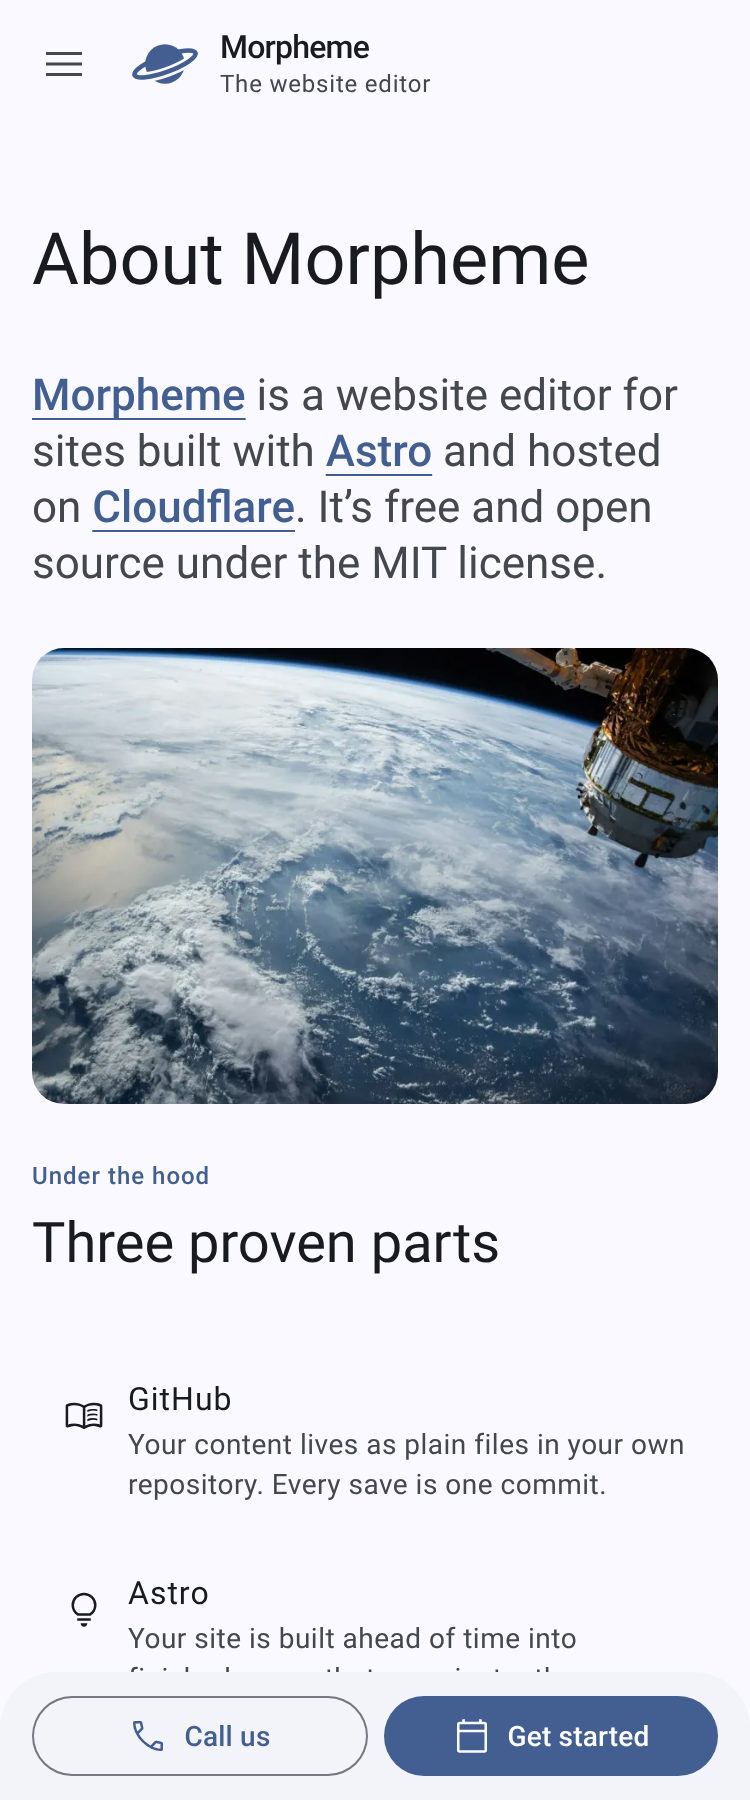 Morpheme
The website editor
About Morpheme
Morpheme is a website editor for
sites built with Astro and hosted
on Cloudflare. It’s free and open
source under the MIT license.
Under the hood
Three proven parts
GitHub
Your content lives as plain files in your own
repository. Every save is one commit.
Astro
Your site is built ahead of time into
Call us
Get started